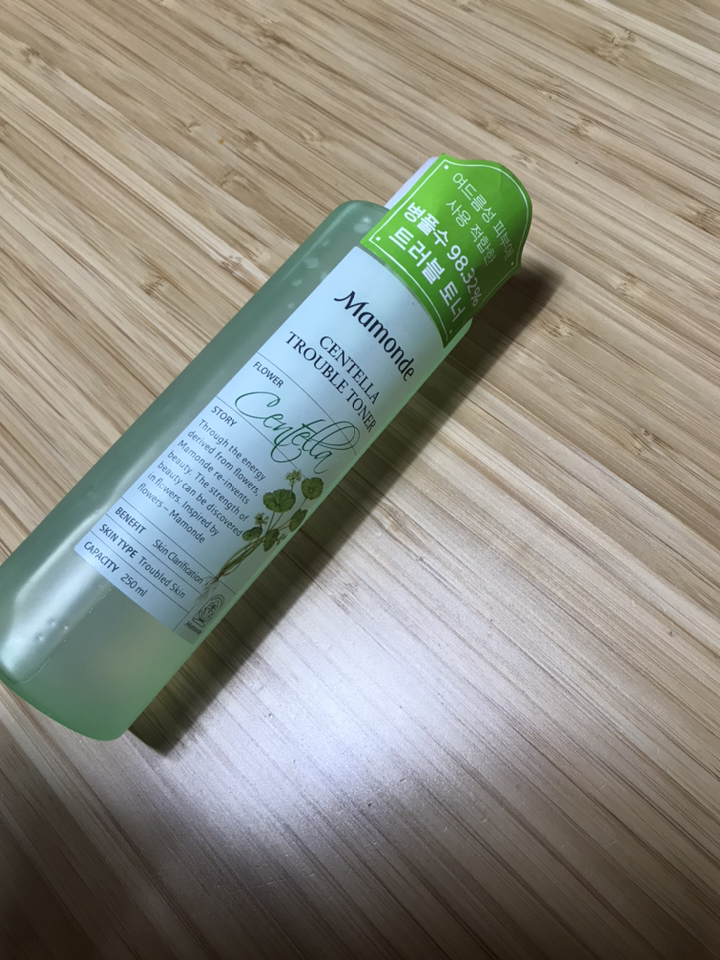 여드름성 피부에
사용 적합한
병풀수 98.32%
트러블 토너
Mamonde
CENTELLA
TROUBLE TONER
FLOWER
Centella
STORY
Through the energy
derived from flowers,
Mamonde re-invents
beauty. The strength of
beauty can be discovered
in flowers. Inspired by
flowers – Mamonde
BENEFIT Skin Clarification
SKIN TYPE Troubled Skin
CAPACITY 250 ml